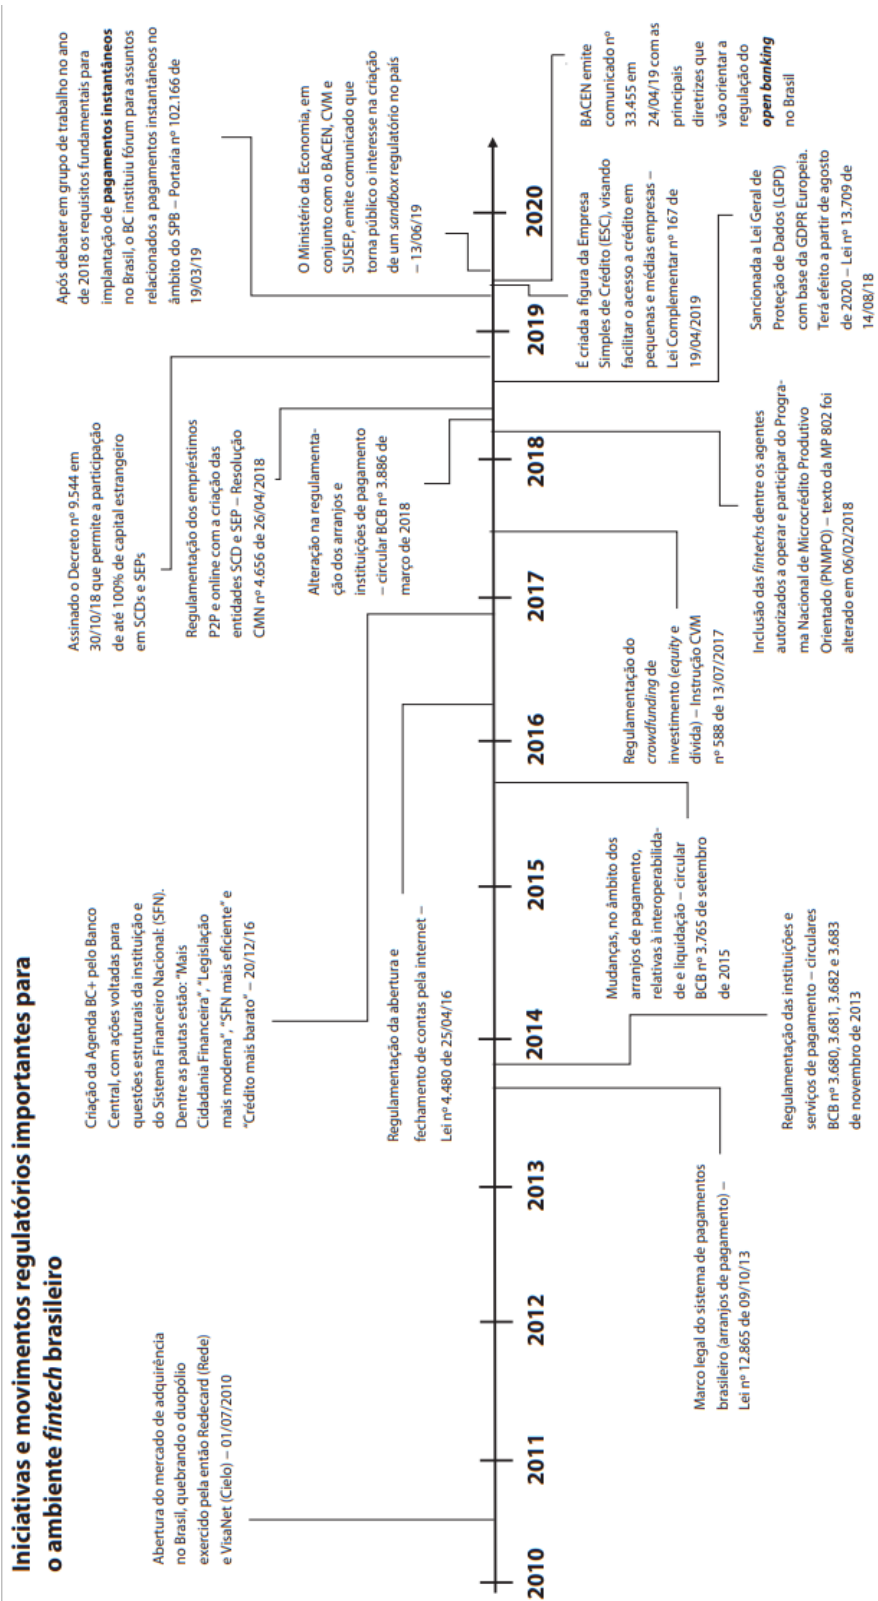 Iniciativas e movimentos regulatórios importantes para
o ambiente fintech brasileiro
Abertura do mercado de adquirência
no Brasil, quebrando o duopólio
exercido pela então Redecard (Rede)
e VisaNet (Cielo) – 01/07/2010
Criação da Agenda BC+ pelo Banco
Central, com ações voltadas para
questões estruturais da instituição e
do Sistema Financeiro Nacional: (SFN).
Dentre as pautas estão: “Mais
Cidadania Financeira”, “Legislação
mais moderna”, “SFN mais eficiente” e
“Crédito mais barato” – 20/12/16
Regulamentação da abertura e
fechamento de contas pela internet –
Lei nº 4.480 de 25/04/16
Assinado o Decreto nº 9.544 em
30/10/18 que permite a participação
de até 100% de capital estrangeiro
em SCDs e SEPs
Regulamentação dos empréstimos
P2P e online com a criação das
entidades SCD e SEP – Resolução
CMN nº 4.656 de 26/04/2018
Alteração na regulamenta-
ção dos arranjos e
instituições de pagamento
– circular BCB nº 3.886 de
março de 2018
Após debater em grupo de trabalho no ano
de 2018 os requisitos fundamentais para
implantação de pagamentos instantâneos
no Brasil, o BC instituiu fórum para assuntos
relacionados a pagamentos instantâneos no
âmbito do SPB – Portaria nº 102.166 de
19/03/19
O Ministério da Economia, em
conjunto com o BACEN, CVM e
SUSEP, emite comunicado que
torna público o interesse na criação
de um sandbox regulatório no país
– 13/06/19
2010
2011
2012
2013
2014
2015
2016
2017
2018
2019
2020
Marco legal do sistema de pagamentos
brasileiro (arranjos de pagamento) –
Lei nº 12.865 de 09/10/13
Regulamentação das instituições e
serviços de pagamento – circulares
BCB nº 3.680, 3.681, 3.682 e 3.683
de novembro de 2013
Mudanças, no âmbito dos
arranjos de pagamento,
relativas à interoperabilida-
de e liquidação – circular
BCB nº 3.765 de setembro
de 2015
Regulamentação do
crowdfunding de
investimento (equity e
dívida) – Instrução CVM
nº 588 de 13/07/2017
Inclusão das fintechs dentre os agentes
autorizados a operar e participar do Progra-
ma Nacional de Microcrédito Produtivo
Orientado (PNMPO) – texto da MP 802 foi
alterado em 06/02/2018
É criada a figura da Empresa
Simples de Crédito (ESC), visando
facilitar o acesso a crédito em
pequenas e médias empresas –
Lei Complementar nº 167 de
19/04/2019
Sancionada a Lei Geral de
Proteção de Dados (LGPD)
com base da GDPR Europeia.
Terá efeito a partir de agosto
de 2020 – Lei nº 13.709 de
14/08/18
BACEN emite
comunicado nº
33.455 em
24/04/19 com as
principais
diretrizes que
vão orientar a
regulação do
open banking
no Brasil